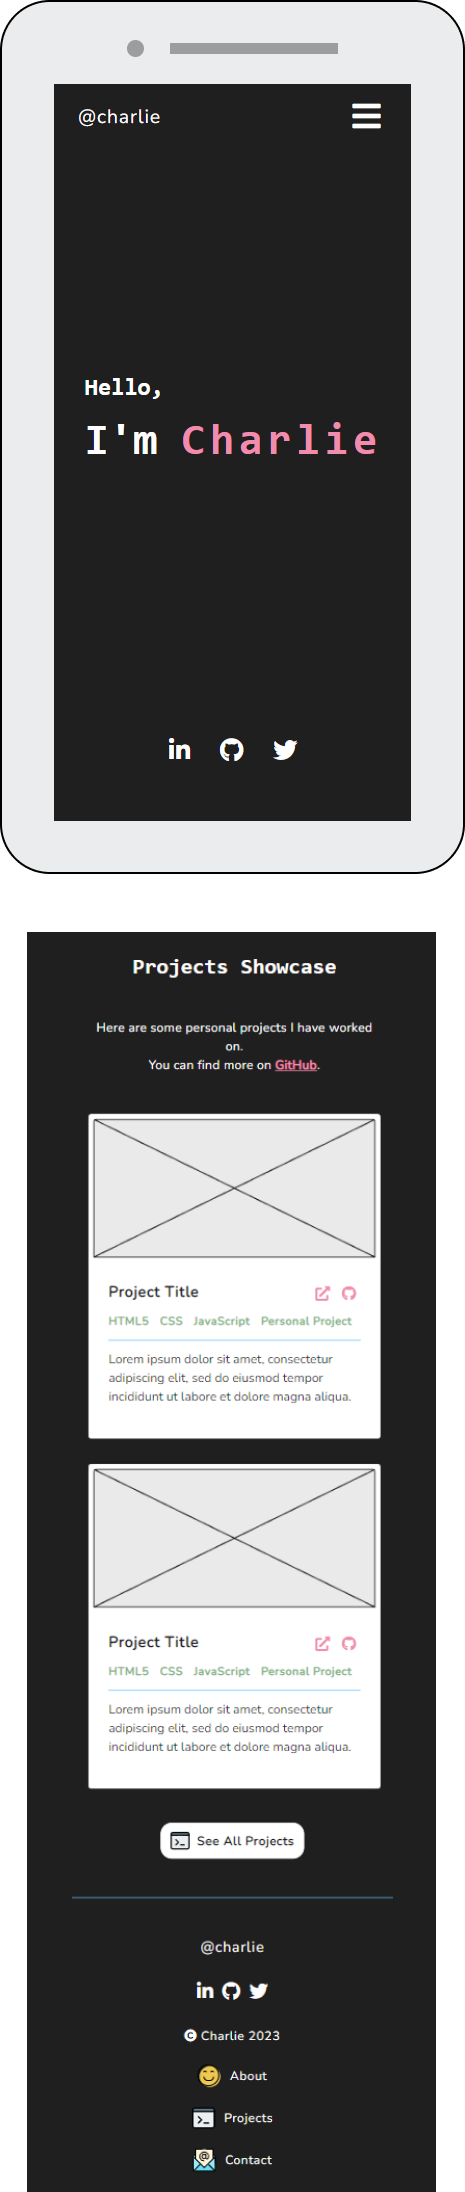 @charlie
Hello,
I'm Charlie
Projects Showcase
Here are some personal projects I have worked
on.
You can find more on GitHub.
Project Title
HTML5 CSS JavaScript Personal Project
Lorem ipsum dolor sit amet, consectetur
adipiscing elit, sed do eiusmod tempor
incididunt ut labore et dolore magna aliqua.
Project Title
HTML5 CSS JavaScript Personal Project
Lorem ipsum dolor sit amet, consectetur
adipiscing elit, sed do eiusmod tempor
incididunt ut labore et dolore magna aliqua.
See All Projects
@charlie
Charlie 2023
About
Projects
Contact